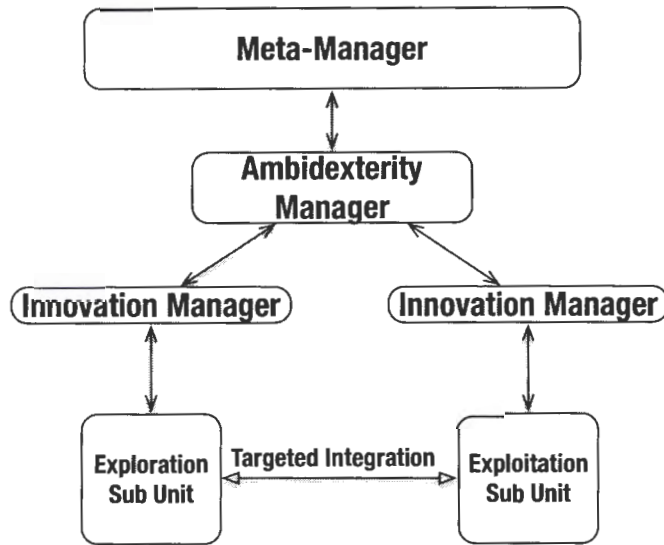 Meta-Manager
Ambidexterity
Manager
Innovation Manager
Innovation Manager
Exploration
Sub Unit
Targeted Integration
Exploitation
Sub Unit